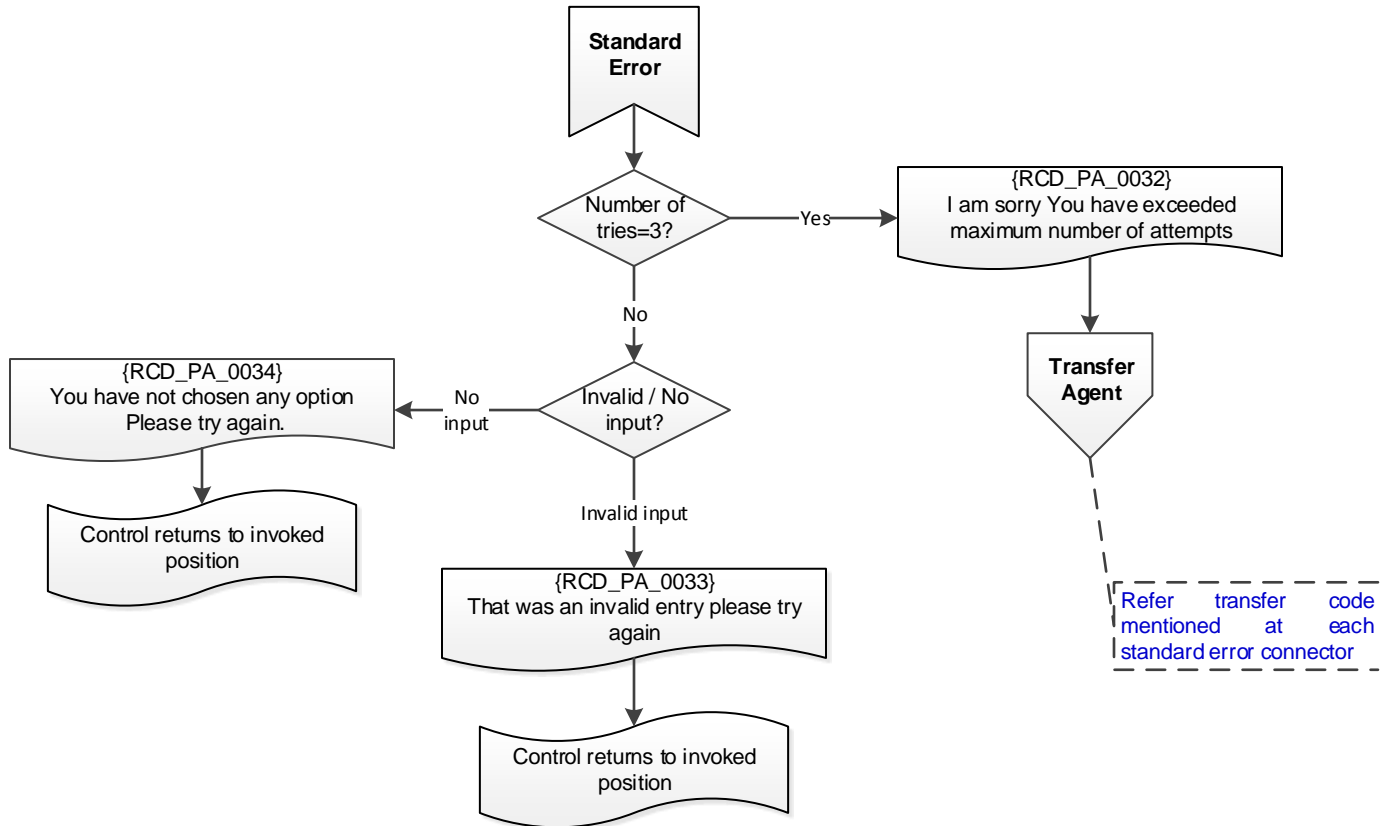 Standard
Error
Number of
tries=3?
Yes
{RCD_PA_0032}
I am sorry You have exceeded
maximum number of attempts
Transfer
Agent
Refer transfer code
mentioned at each
standard error connector
No
Invalid / No
input?
No
input
{RCD_PA_0034}
You have not chosen any option
Please try again.
Control returns to invoked
position
Invalid input
{RCD_PA_0033}
That was an invalid entry please try
again
Control returns to invoked
position